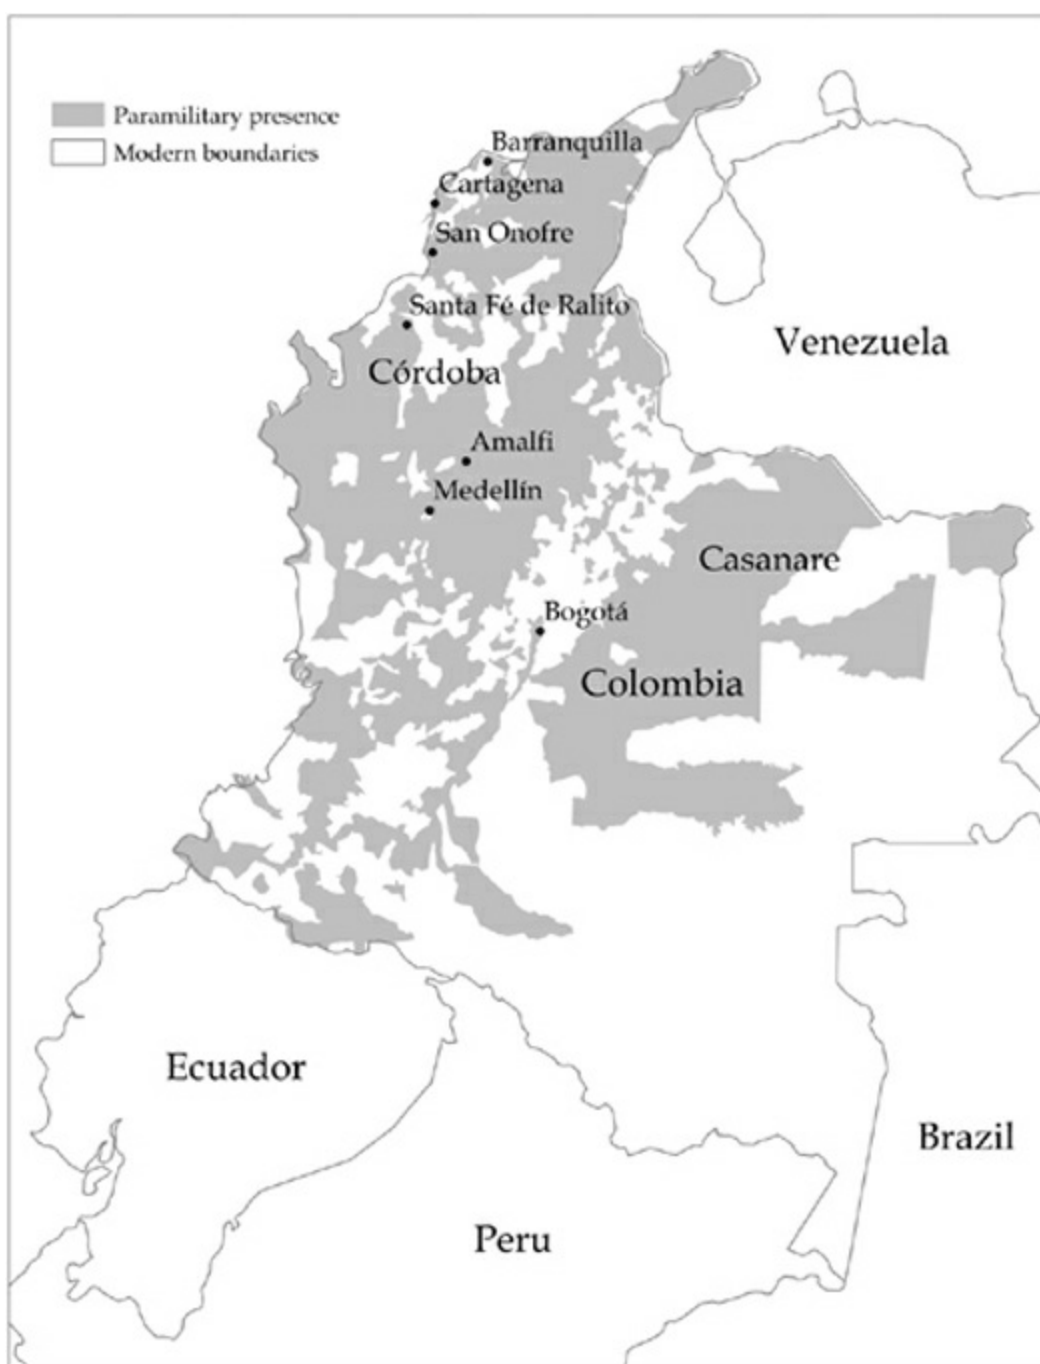 Paramilitary presence
Modern boundaries
Barranquilla
Cartagena
San Onofre
Santa Fé de Ralito
Venezuela
Córdoba
Amalfi
Medellín
Casanare
Bogotá
Colombia
Ecuador
Brazil
Peru